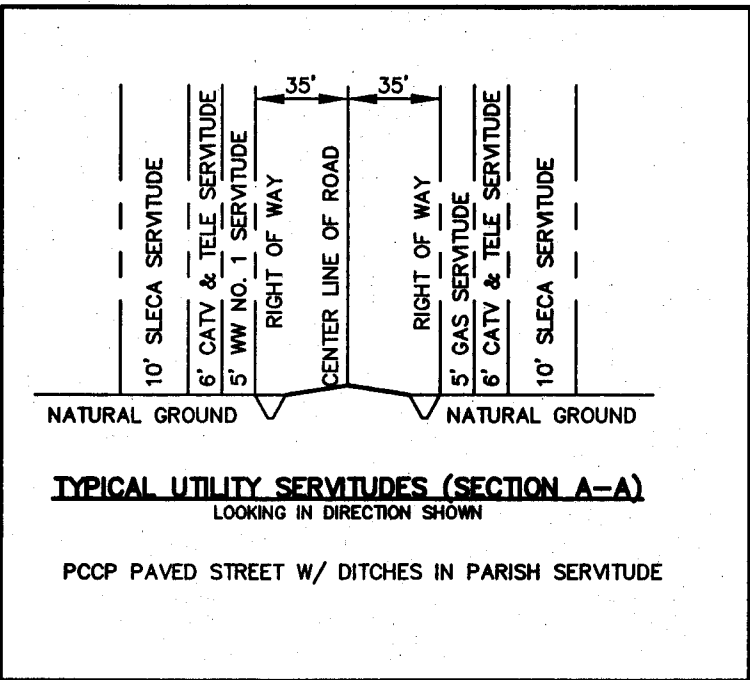 35' 35'
10' SLECA SERVITUDE
6' CATV & TELE SERVITUDE
5' WW NO. 1 SERVITUDE
RIGHT OF WAY
CENTER LINE OF ROAD
RIGHT OF WAY
5' GAS SERVITUDE
6' CATV & TELE SERVITUDE
10' SLECA SERVITUDE
NATURAL GROUND NATURAL GROUND
TYPICAL UTILITY SERVITUDES (SECTION A-A)
LOOKING IN DIRECTION SHOWN
PCCP PAVED STREET W/ DITCHES IN PARISH SERVITUDE